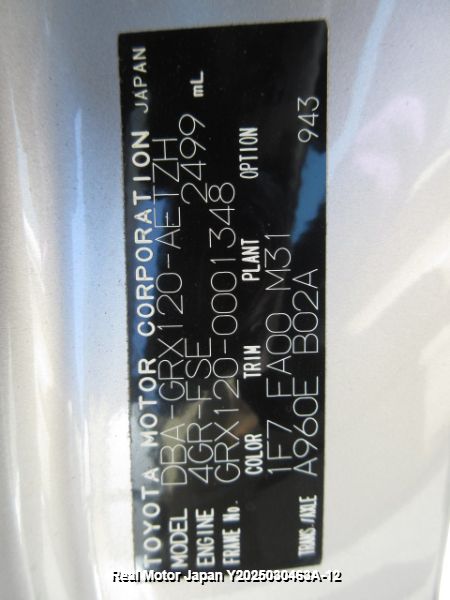 TOYOTA MOTOR CORPORATION JAPAN
MODEL DBA-GRX120-AETZH
ENGINE 4GR-FSE 2499 mL
FRAME No. GRX120-0001348
COLOR TRIM PLANT OPTION
1F7 FA00 M31
TRANS./AXLE A960E B02A 943
Real Motor Japan Y2025030453A-12